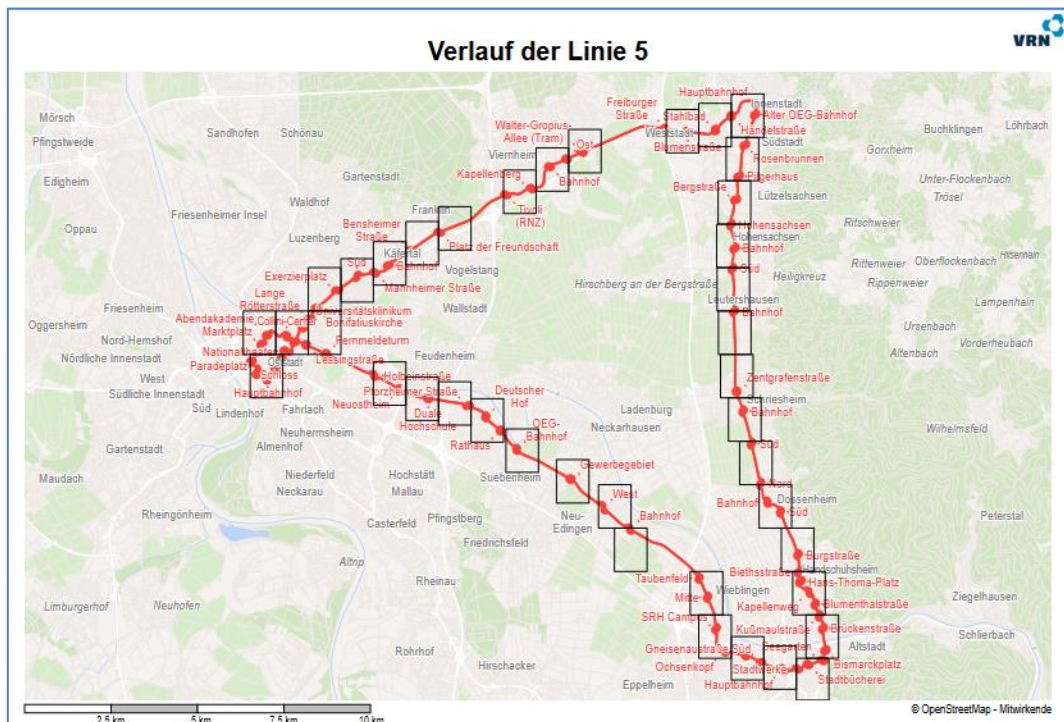 VRN
Verlauf der Linie 5
Mörsch
Pfingstweide
Sandhofen
Schönau
Edigheim
Oppau
Friesenheimer Insel
Waldhof
Luzenberg
Gartenstadt
Viernheim
Walter-Gropius-
Allee (Tram)
Ost
Kapellenberg
Bahnhof
Tivoli
(RNZ)
Freiburger
Straße
Stahlbad
Weststadt
Blumenstraße
Hauptbahnhof
Innenstadt
Alter OEG-Bahnhof
Händelstraße
Südstadt
Rosenbrunnen
Pilgerhaus
Bergstraße
Lützelsachsen
Buchklingen
Löhrbach
Gorxheim
Unter-Flockenbach
Trösel
Hohensachsen
Hohensachsen
Bahnhof
Süd
Ritschweier
Rittenweier
Oberflockenbach
Heiligkreuz
Rippenweier
Lampenhain
Ursenbach
Vorderheubach
Altenbach
Hirschberg an der Bergstraße
Leutershausen
Bahnhof
Franklin
Bensheimer
Straße
Käfertal
Platz der Freundschaft
Süd
Bahnhof
Vogelstang
Mannheimer Straße
Exerzierplatz
Wallstadt
Lange
Rötterstraße
Universitätsklinikum
Abendakademie
Collini-Center
Bonifatiuskirche
Marktplatz
Fernmeldeturm
Nationaltheater
Lessingstraße
Paradeplatz
Oststadt
Schloss
Hauptbahnhof
Friesenheim
Oggersheim
Nord-Hemshof
Nördliche Innenstadt
West
Südliche Innenstadt
Süd
Lindenhof
Fahrlach
Feudenheim
Holbeinstraße
Pforzheimer Straße
Neuostheim
Duale
Hochschule
Deutscher
Hof
OEG-
Bahnhof
Rathaus
Neuhermsheim
Almenhof
Gartenstadt
Maudach
Niederfeld
Neckarau
Hochstätt
Mallau
Suebenheim
Gewerbegebiet
Ladenburg
Neckarhausen
Zentgrafenstraße
Schriesheim
Bahnhof
Süd
Wilhelmsfeld
Rheingönheim
Casterfeld
Pfingstberg
Neu-
Edingen
West
Bahnhof
Nord
Dossenheim
Bahnhof
Süd
Peterstal
Altrip
Friedrichsfeld
Rheinau
Burgstraße
Biethsstraße
Handschuhsheim
Hans-Thoma-Platz
Taubenfeld
Wieblingen
Mitte
Kapellenweg
Blumenthalstraße
SRH Campus
Kußmaulstraße
Brückenstraße
Ziegelhausen
Schlierbach
Limburgerhof
Neuhofen
Rohrhof
Hirschacker
Gneisenaustraße Süd
Seegarten
Altstadt
Ochsenkopf
Stadtwerke
Bismarckplatz
Eppelheim
Hauptbahnhof
Stadtbücherei
2.5 km
5 km
7.5 km
10 km
© OpenStreetMap - Mitwirkende